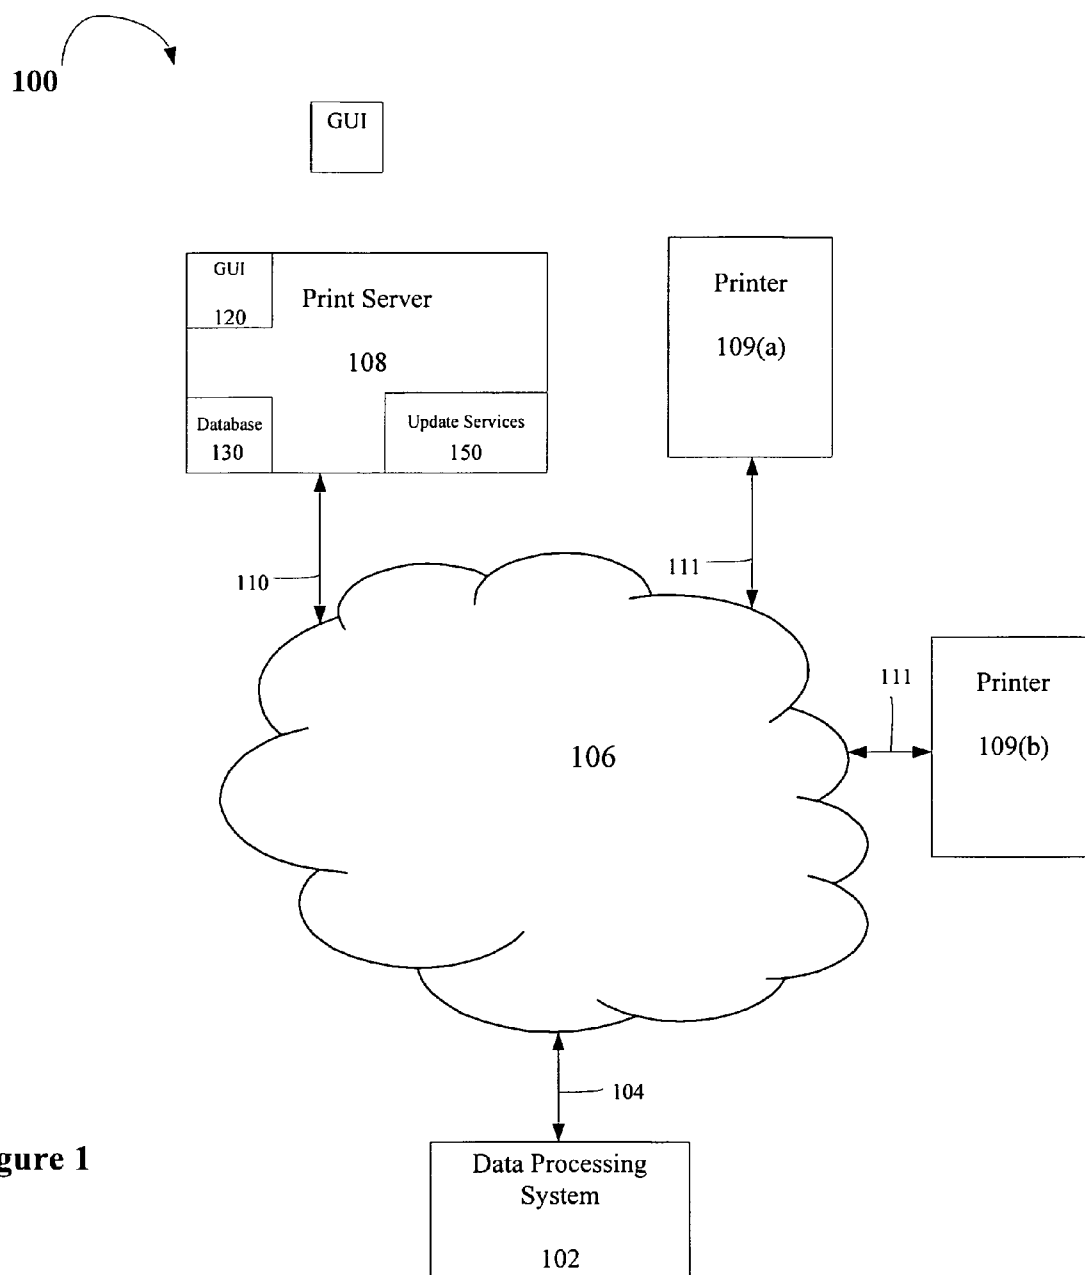 100
GUI
GUI
120
Print Server
108
Database
130
Update Services
150
Printer
109(a)
110
111
111
Printer
109(b)
106
104
gure 1
Data Processing
System
102